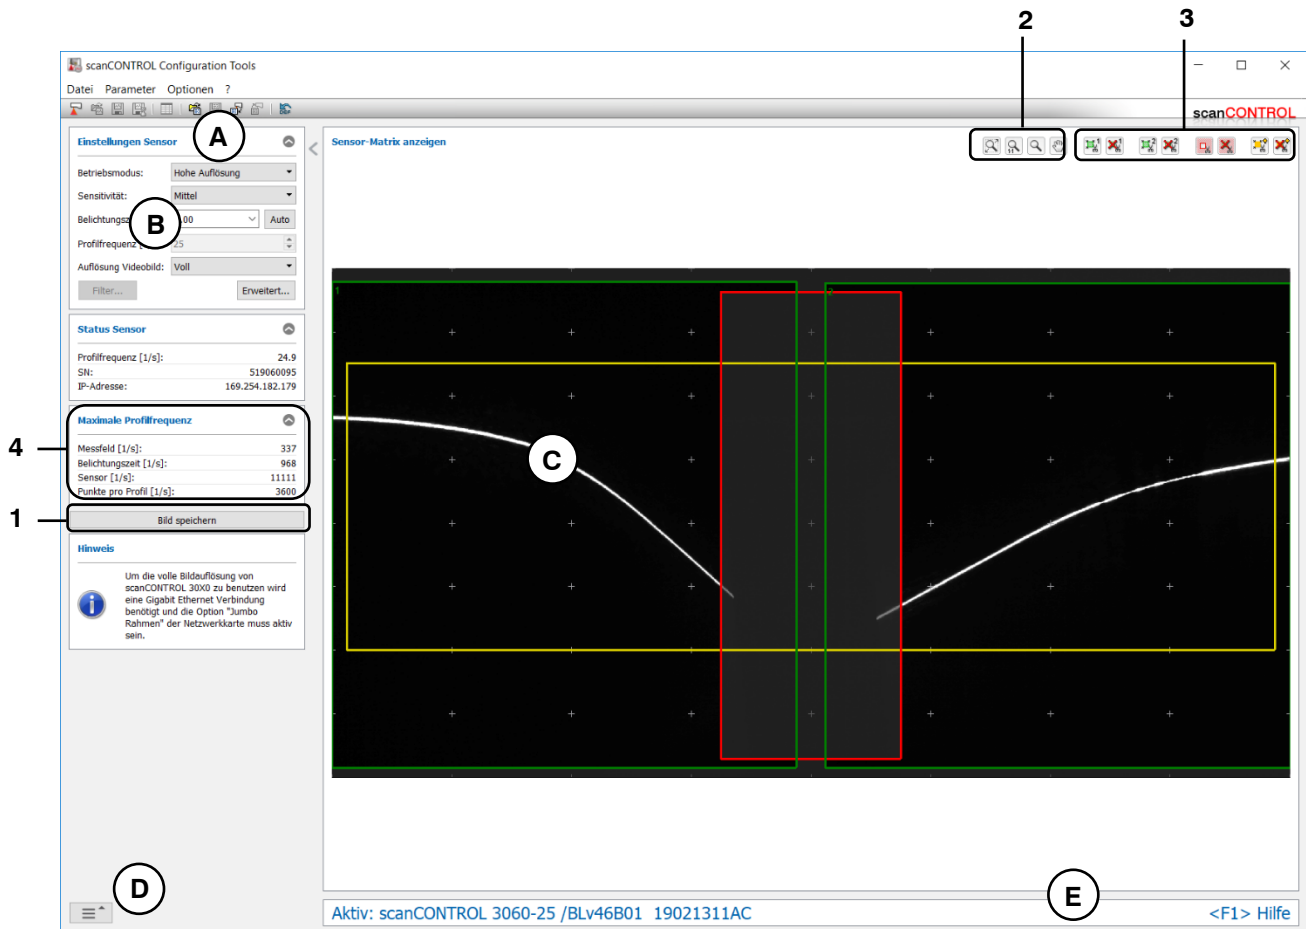 2
3
scanCONTROL Configuration Tools
Datei Parameter Optionen ?
scanCONTROL
A
Einstellungen Sensor
Sensor-Matrix anzeigen
Betriebsmodus: Hohe Auflösung
Sensitivität: Mittel
B
Auto
Profilfrequenz [ 25
Auflösung Videobild: Voll
Filter... Erweitert...
1
2
Status Sensor
Profilfrequenz [1/s]: 24.9
SN: 519060095
IP-Adresse: 169.254.182.179
4
Maximale Profilfrequenz
Messfeld [1/s]: 337
Belichtungszeit [1/s]: 968
Sensor [1/s]: 11111
Punkte pro Profil [1/s]: 3600
C
1
Bild speichern
Hinweis
Um die volle Bildauflösung von
scanCONTROL 30X0 zu benutzen wird
eine Gigabit Ethernet Verbindung
benötigt und die Option "Jumbo
Rahmen" der Netzwerkkarte muss aktiv
sein.
D
E
Aktiv: scanCONTROL 3060-25 /BLv46B01 19021311AC
<F1> Hilfe